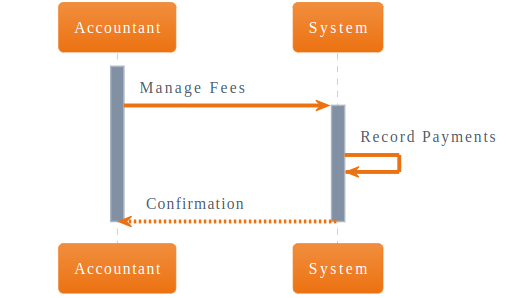 Accountant
System
Manage Fees
Record Payments
Confirmation
Accountant
System